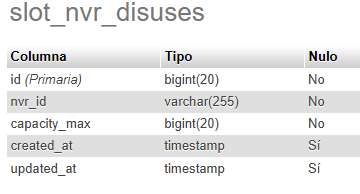 slot_nvr_disuses
Columna Tipo Nulo
id (Primaria) bigint(20) No
nvr_id varchar(255) No
capacity_max bigint(20) No
created_at timestamp Sí
updated_at timestamp Sí